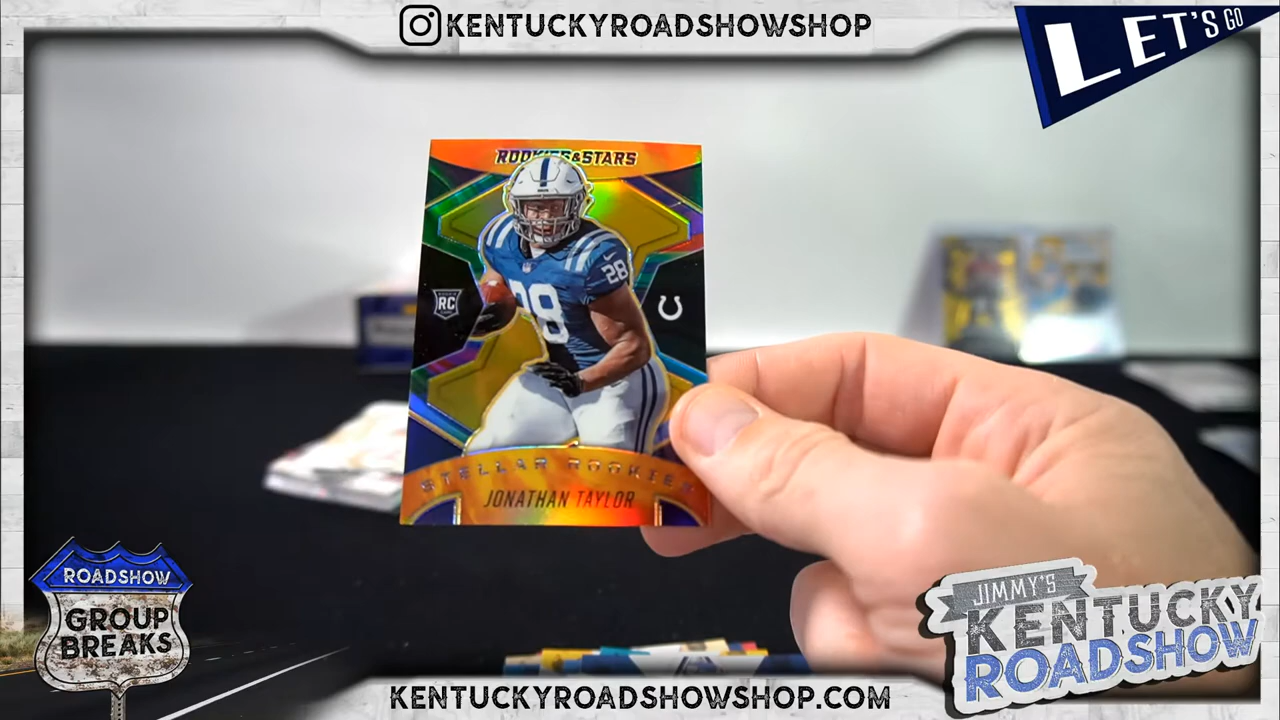 KENTUCKYROADSHOWSHOP
LET'S GO
ROOKIES & STARS
28
28
RC
STELLAR ROOKIES
JONATHAN TAYLOR
ROADSHOW
GROUP
BREAKS
JIMMY'S
KENTUCKY
ROADSHOW
KENTUCKYROADSHOWSHOP.COM